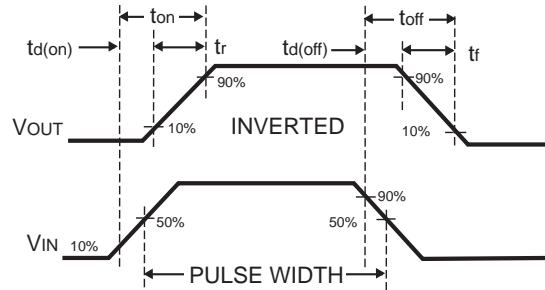 ton
toff
td(on)
tr
td(off)
tf
90%
90%
VOUT
10%
INVERTED
10%
90%
50%
50%
VIN
10%
PULSE WIDTH